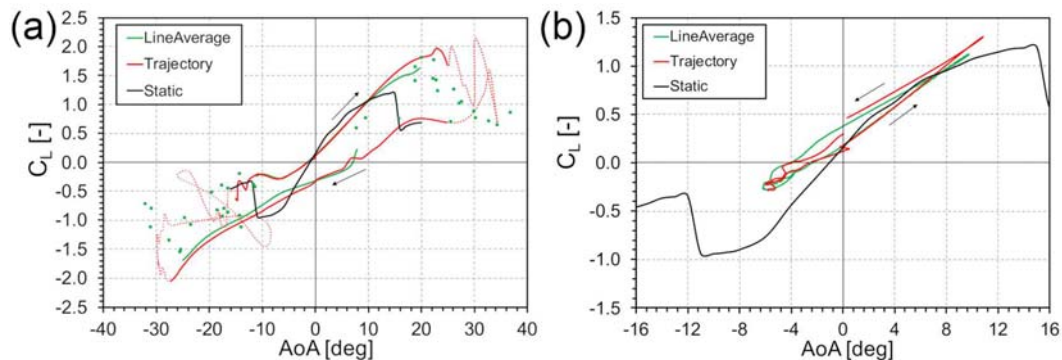 (a)
2.5
2.0
1.5
1.0
0.5
0.0
-0.5
-1.0
-1.5
-2.0
-2.5
CL [-]
LineAverage
Trajectory
Static
-40 -30 -20 -10 0 10 20 30 40
AoA [deg]
(b)
1.5
1.0
0.5
0.0
-0.5
-1.0
-1.5
CL [-]
LineAverage
Trajectory
Static
-16 -12 -8 -4 0 4 8 12 16
AoA [deg]